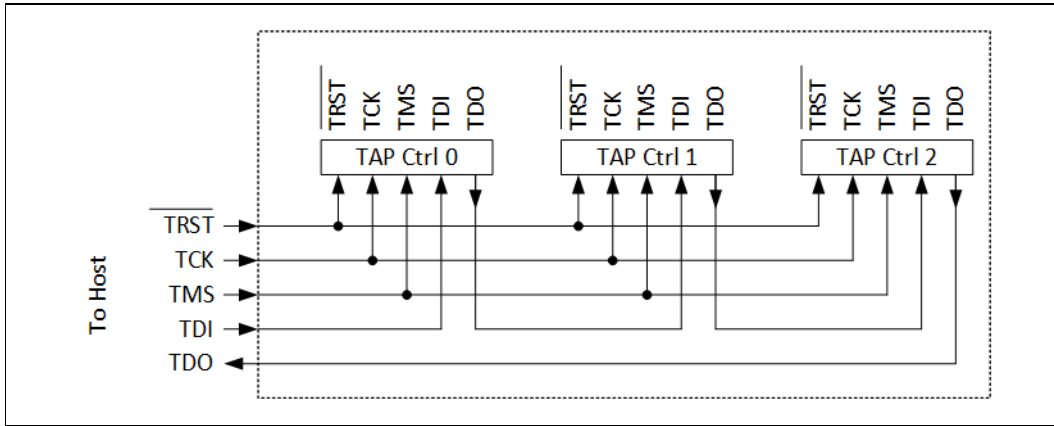 TRST TCK TMS TDI TDO
TRST TCK TMS TDI TDO
TRST TCK TMS TDI TDO
TAP Ctrl 0
TAP Ctrl 1
TAP Ctrl 2
To Host
TRST
TCK
TMS
TDI
TDO